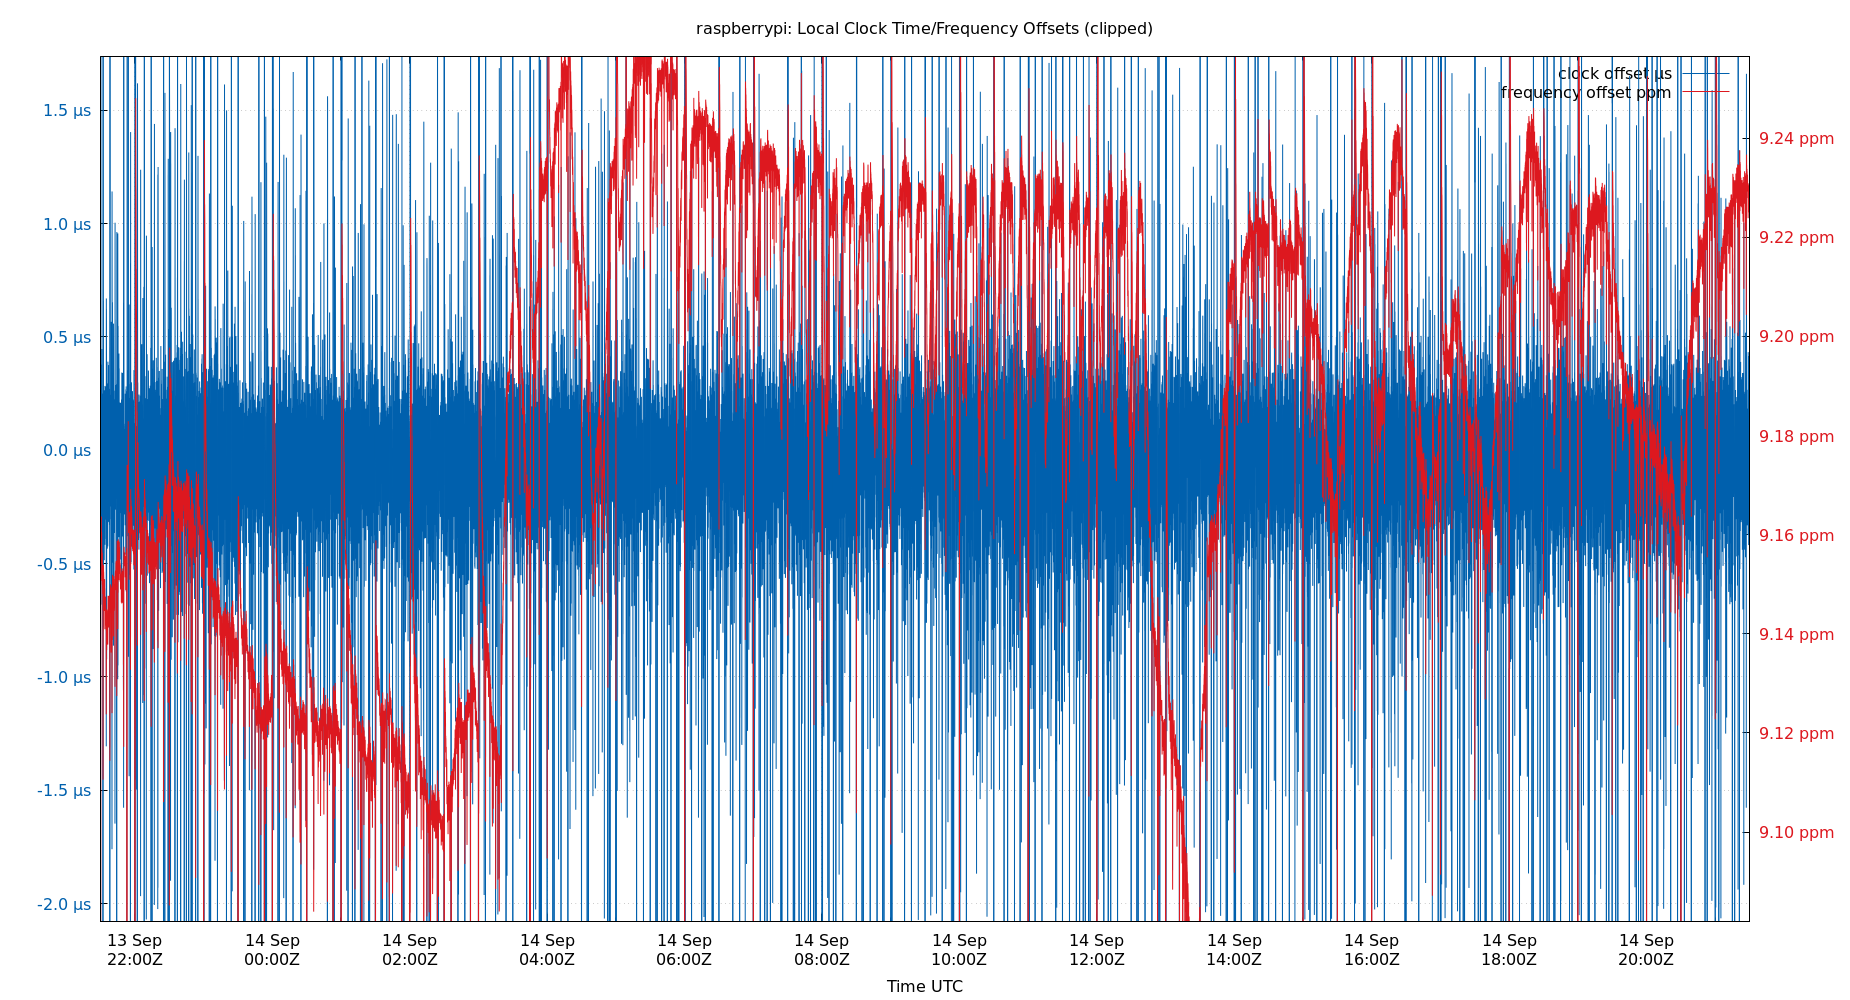 raspberrypi: Local Clock Time/Frequency Offsets (clipped)
clock offset µs
frequency offset ppm
1.5 µs
1.0 µs
0.5 µs
0.0 µs
-0.5 µs
-1.0 µs
-1.5 µs
-2.0 µs
9.24 ppm
9.22 ppm
9.20 ppm
9.18 ppm
9.16 ppm
9.14 ppm
9.12 ppm
9.10 ppm
13 Sep
22:00Z
14 Sep
00:00Z
14 Sep
02:00Z
14 Sep
04:00Z
14 Sep
06:00Z
14 Sep
08:00Z
14 Sep
10:00Z
14 Sep
12:00Z
14 Sep
14:00Z
14 Sep
16:00Z
14 Sep
18:00Z
14 Sep
20:00Z
Time UTC